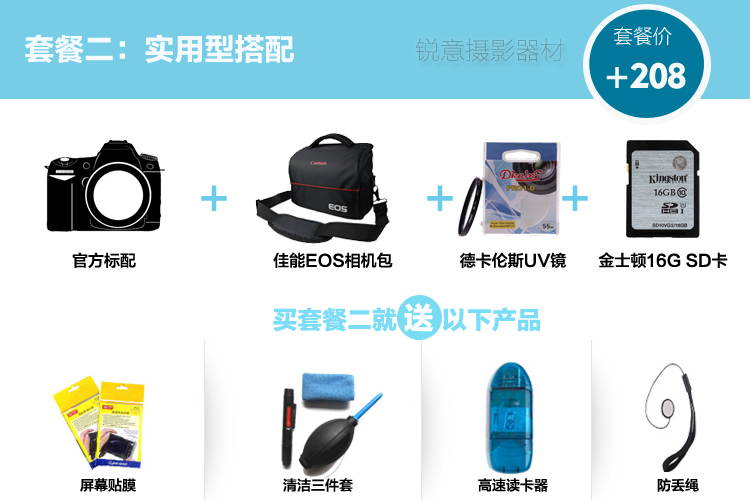 套餐二：实用型搭配
锐意摄影器材
套餐价
+208
Canon
EOS
PRO1-D
55mm
Kingston
16GB 10
SDHC I
SD10VG2/16GB
+ + +
官方标配
佳能EOS相机包
德卡伦斯UV镜
金士顿16G SD卡
买套餐二就送以下产品
屏幕贴膜
清洁三件套
高速读卡器
防丢绳